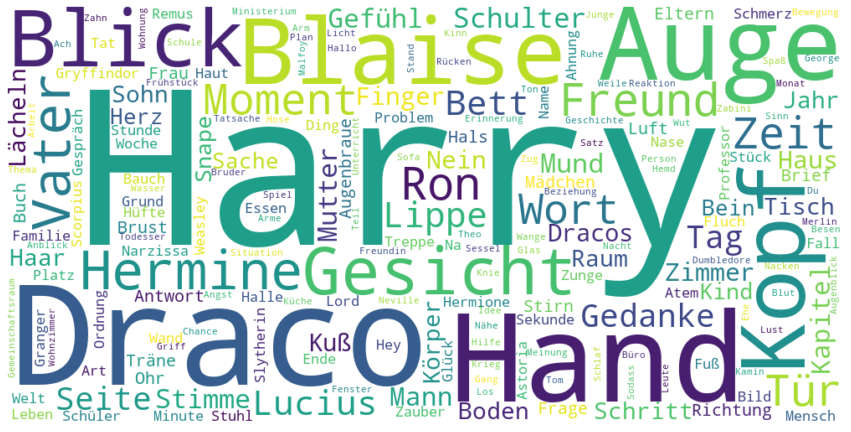 Harry
Draco
Hand
Auge
Blaise
Blick
Kopf
Gesicht
Hermine
Ron
Vater
Freund
Zeit
Moment
Wort
Lippe
Seite
Lucius
Stimme
Tür
Bett
Schulter
Gefühl
Finger
Mund
Tag
Gedanke
Mutter
Snape
Herz
Sohn
Lächeln
Nein
Sache
Haar
Mann
Körper
Kuß
Boden
Schritt
Zimmer
Raum
Kind
Kapitel
Tisch
Haus
Jahr
Bein
Brief
Dracos
Augenbraue
Mädchen
Hals
Brust
Remus
Eltern
Schmerz
Ahnung
Name
Luft
Nase
Professor
Stück
Fluch
Fall
Gryffindor
Frau
Haut
Tat
Stunde
Woche
Gespräch
Buch
Scorpius
Familie
Bauch
Grund
Hüfte
Weasley
Essen
Ding
Problem
Treppe
Na
Zunge
Stirn
Sekunde
Atem
Richtung
Frage
Bild
Mensch
Antwort
Halle
Lord
Hermione
Narzissa
Platz
Ordnung
Granger
Wohnzimmer
Gemeinschaftsraum
Art
Wand
Griff
Chance
Träne
Ohr
Slytherin
Ende
Glück
Astoria
Zauber
Welt
Leben
Schüler
Minute
Stuhl
Hey
Angst
Küche
Neville
Fenster
Idee
Nähe
Hilfe
Meinung
Krieg
Gang
Los
Tom
Schlaf
Büro
Sodass
Leute
Fuß
Kamin
Lust
Blut
Ehe
Augenblick
Nacken
Besen
Merlin
Du
Dumbledore
Nacht
Wange
Glas
Knie
Sessel
Theo
Freundin
Situation
Arme
Spiel
Teil
Unterricht
Sofa
Bruder
Tatsache
Hose
Erinnerung
Zug
Beziehung
Satz
Person
Hemd
Geschichte
Wut
Zabini
Sinn
Monat
Spaß
George
Reaktion
Weile
Ruhe
Junge
Bewegung
Kinn
Rücken
Stand
Ton
Licht
Hallo
Arm
Plan
Malfoy
Ministerium
Zahn
Ach
Wohnung
Schule
Frühstück
Arbeit
Thema
Wasser
Todesser
Anblick